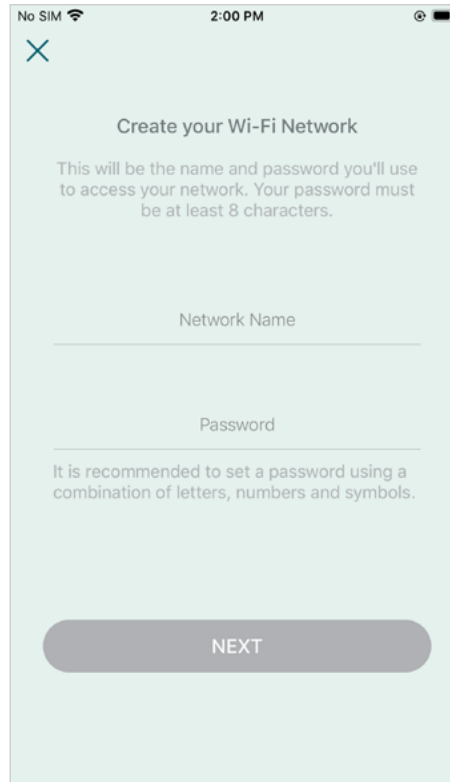 No SIM 2:00 PM
Create your Wi-Fi Network
This will be the name and password you'll use
to access your network. Your password must
be at least 8 characters.
Network Name
Password
It is recommended to set a password using a
combination of letters, numbers and symbols.
NEXT